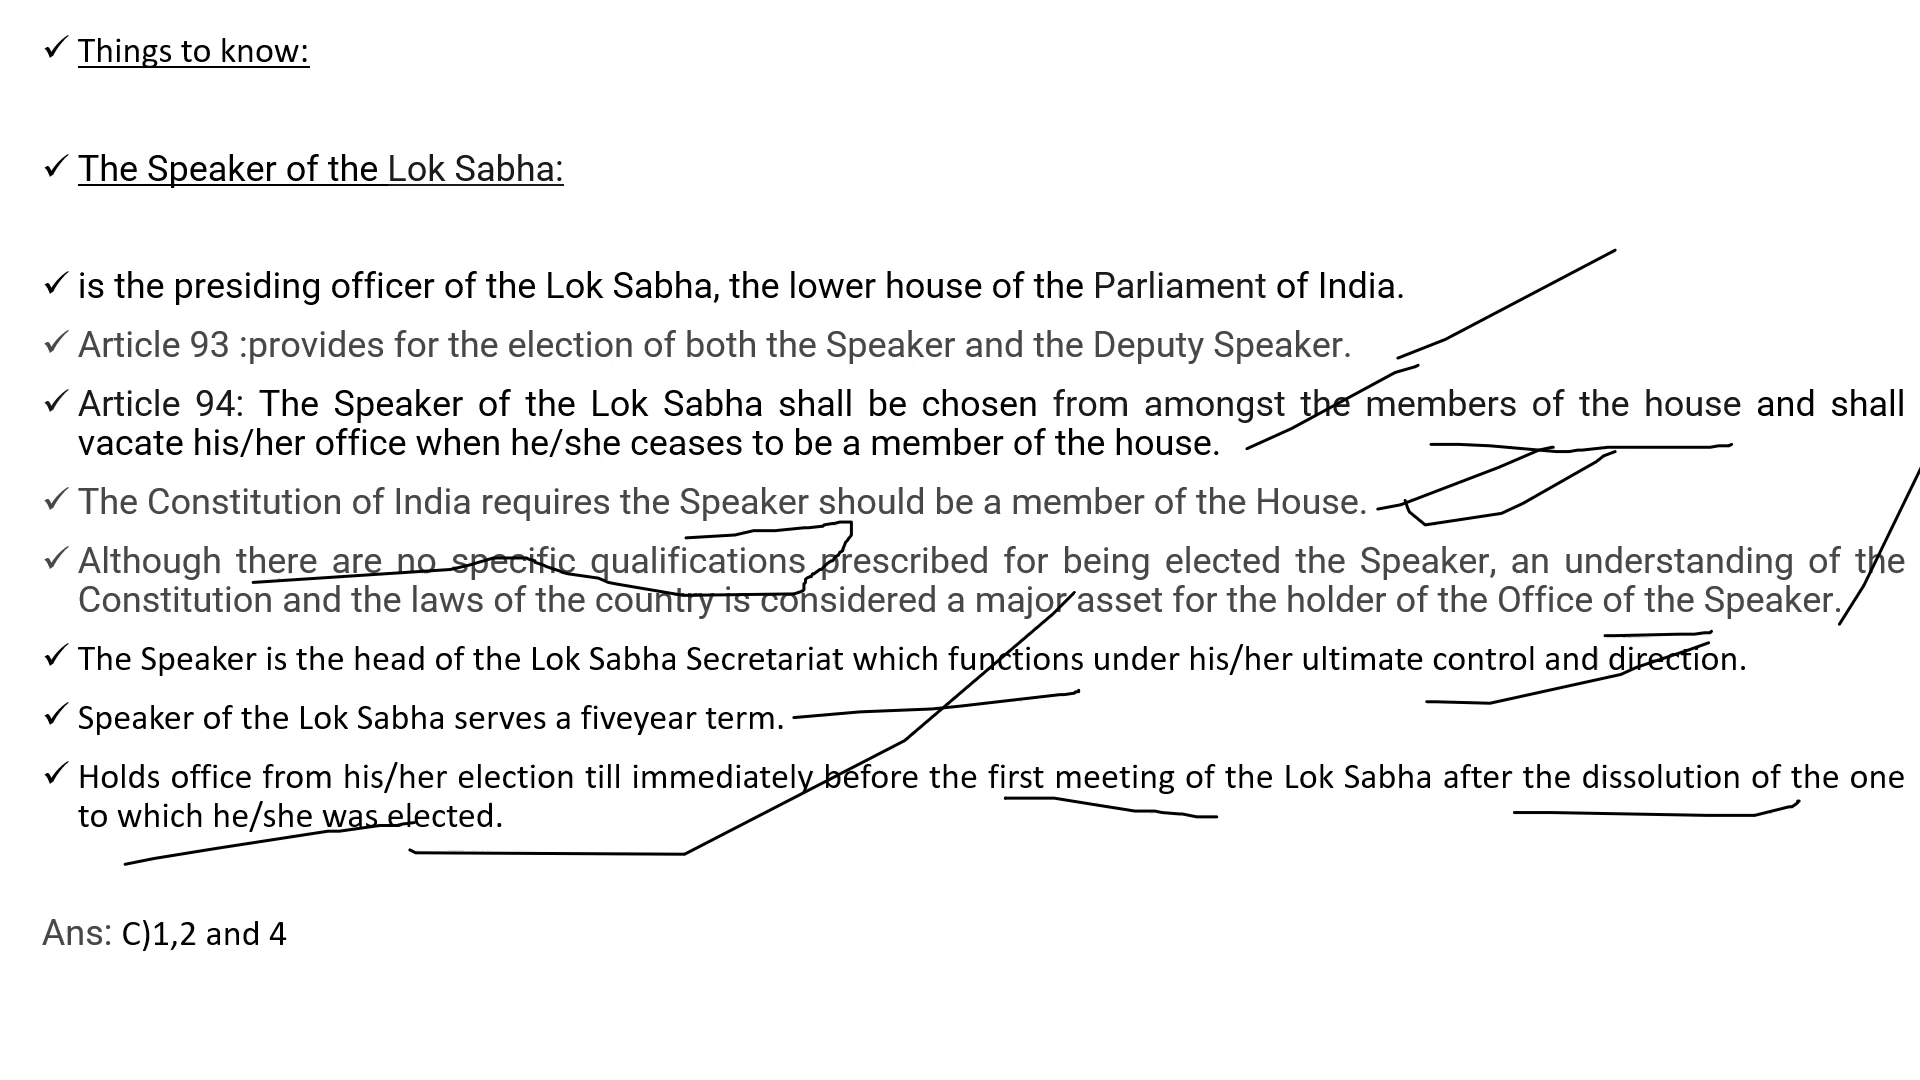 ✓ Things to know:
✓ The Speaker of the Lok Sabha:
✓ is the presiding officer of the Lok Sabha, the lower house of the Parliament of India.
✓ Article 93 :provides for the election of both the Speaker and the Deputy Speaker.
✓ Article 94: The Speaker of the Lok Sabha shall be chosen from amongst the members of the house and shall
vacate his/her office when he/she ceases to be a member of the house.
✓ The Constitution of India requires the Speaker should be a member of the House.
✓ Although there are no specific qualifications prescribed for being elected the Speaker, an understanding of the
Constitution and the laws of the country is considered a major asset for the holder of the Office of the Speaker.
✓ The Speaker is the head of the Lok Sabha Secretariat which functions under his/her ultimate control and direction.
✓ Speaker of the Lok Sabha serves a fiveyear term.
✓ Holds office from his/her election till immediately before the first meeting of the Lok Sabha after the dissolution of the one
to which he/she was elected.
Ans: C)1,2 and 4